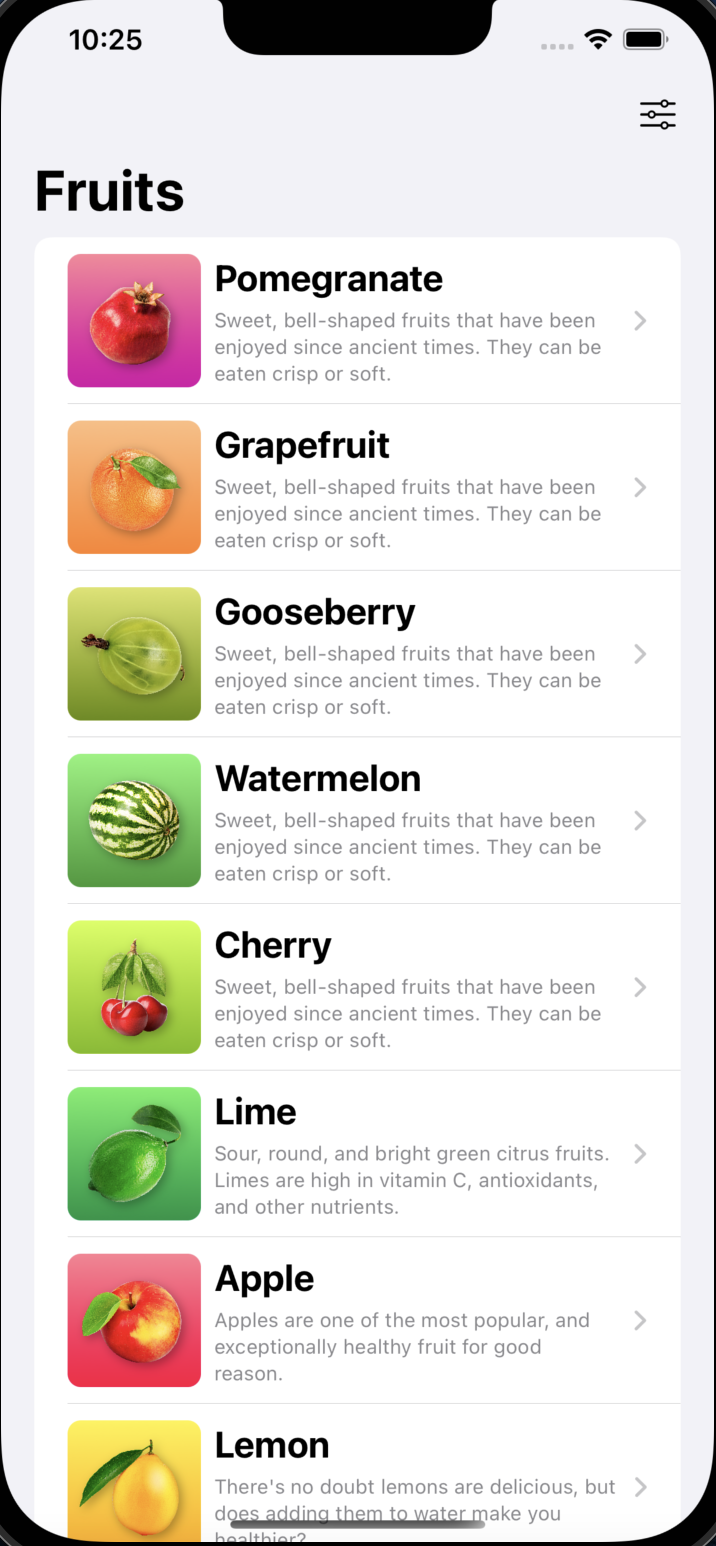 10:25
Fruits
Pomegranate
Sweet, bell-shaped fruits that have been
enjoyed since ancient times. They can be
eaten crisp or soft.
Grapefruit
Sweet, bell-shaped fruits that have been
enjoyed since ancient times. They can be
eaten crisp or soft.
Gooseberry
Sweet, bell-shaped fruits that have been
enjoyed since ancient times. They can be
eaten crisp or soft.
Watermelon
Sweet, bell-shaped fruits that have been
enjoyed since ancient times. They can be
eaten crisp or soft.
Cherry
Sweet, bell-shaped fruits that have been
enjoyed since ancient times. They can be
eaten crisp or soft.
Lime
Sour, round, and bright green citrus fruits.
Limes are high in vitamin C, antioxidants,
and other nutrients.
Apple
Apples are one of the most popular, and
exceptionally healthy fruit for good
reason.
Lemon
There's no doubt lemons are delicious, but
does adding them to water make you
healthier?